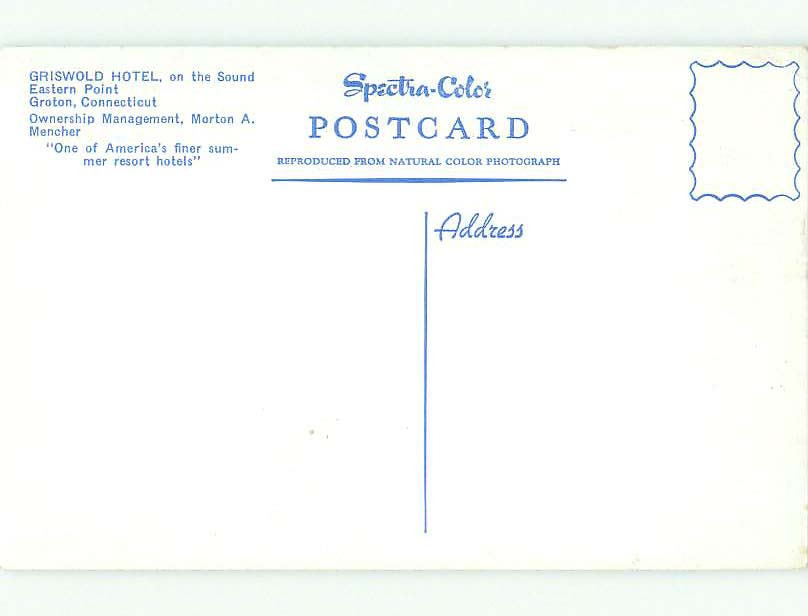 GRISWOLD HOTEL, on the Sound
Eastern Point
Groton, Connecticut
Ownership Management, Morton A.
Mencher
"One of America's finer sum-
mer resort hotels"
Spectra-Color
POSTCARD
REPRODUCED FROM NATURAL COLOR PHOTOGRAPH
Address